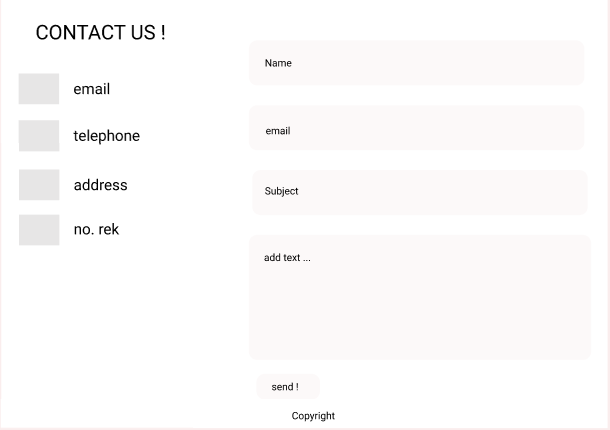 CONTACT US !
email
telephone
address
no. rek
Name
email
Subject
add text ...
send !
Copyright